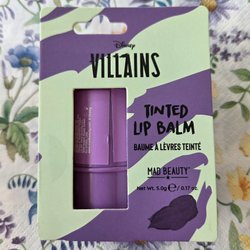 Disney
VILLAINS
TINTED
LIP BALM
BAUME À LÈVRES TEINTÉ
MAD BEAUTY
Net Wt. 5.0g ℮ / 0.17 oz.